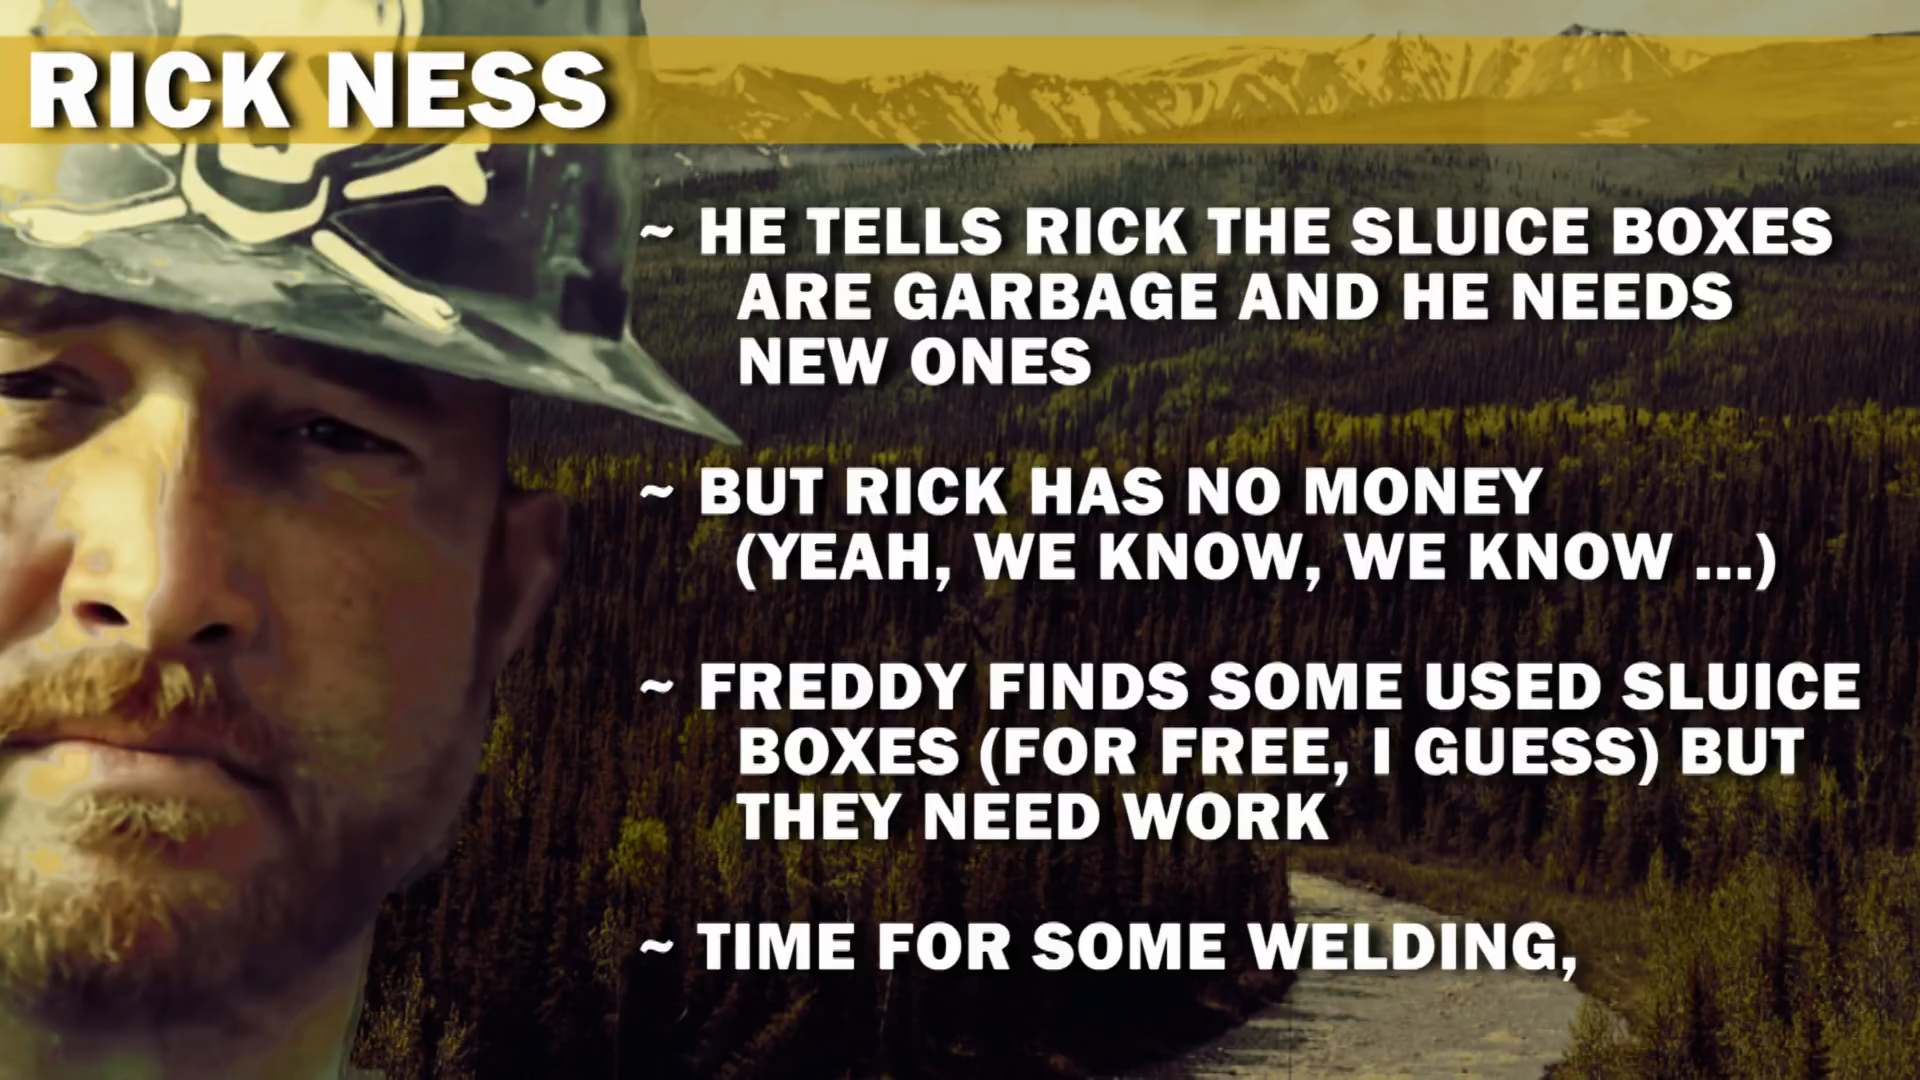 RICK NESS
~ HE TELLS RICK THE SLUICE BOXES
ARE GARBAGE AND HE NEEDS
NEW ONES
~ BUT RICK HAS NO MONEY
(YEAH, WE KNOW, WE KNOW ...)
~ FREDDY FINDS SOME USED SLUICE
BOXES (FOR FREE, I GUESS) BUT
THEY NEED WORK
~ TIME FOR SOME WELDING,